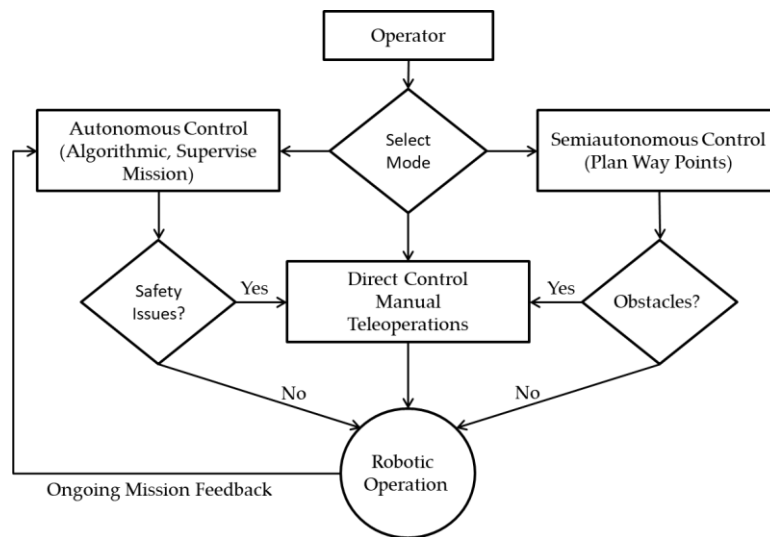 Operator
Select
Mode
Autonomous Control
(Algorithmic, Supervise
Mission)
Semiautonomous Control
(Plan Way Points)
Safety
Issues?
Yes
Direct Control
Manual
Teleoperations
Yes
Obstacles?
No
No
Robotic
Operation
Ongoing Mission Feedback